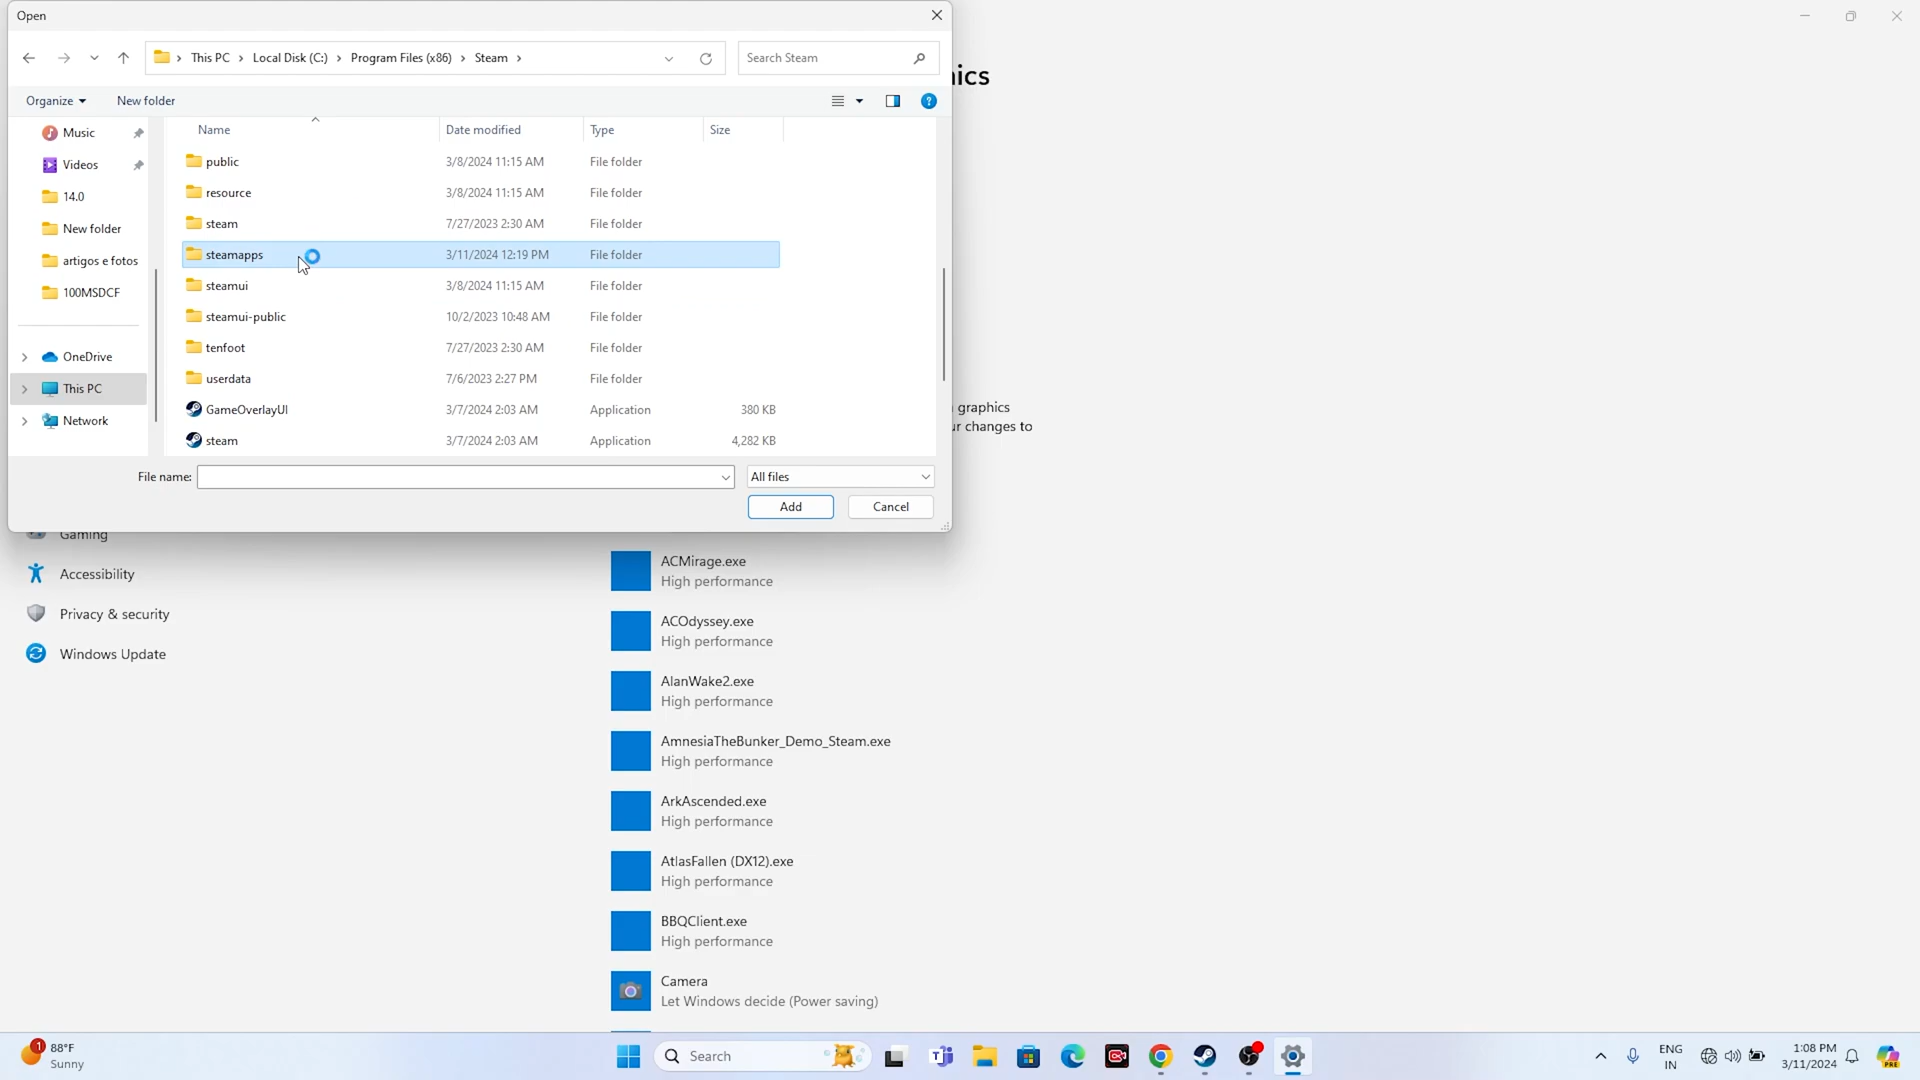 Open
This PC > Local Disk (C:) > Program Files (x86) > Steam >
Search Steam
Organize
New folder
Name
Date modified
Type
Size
Music
Videos
14.0
New folder
artigos e fotos
100MSDCF
OneDrive
This PC
Network
public 3/8/2024 11:15 AM File folder
resource 3/8/2024 11:15 AM File folder
steam 7/27/2023 2:30 AM File folder
steamapps 3/11/2024 12:19 PM File folder
steamui 3/8/2024 11:15 AM File folder
steamui-public 10/2/2023 10:48 AM File folder
tenfoot 7/27/2023 2:30 AM File folder
userdata 7/6/2023 2:27 PM File folder
GameOverlayUI 3/7/2024 2:03 AM Application 380 KB
steam 3/7/2024 2:03 AM Application 4,282 KB
File name:
All files
Add
Cancel
ics
graphics
changes to
Gaming
Accessibility
Privacy & security
Windows Update
ACMirage.exe
High performance
ACOdyssey.exe
High performance
AlanWake2.exe
High performance
AmnesiaTheBunker_Demo_Steam.exe
High performance
ArkAscended.exe
High performance
AtlasFallen (DX12).exe
High performance
BBQClient.exe
High performance
Camera
Let Windows decide (Power saving)
1
88°F
Sunny
Search
ENG
IN
1:08 PM
3/11/2024
PRE